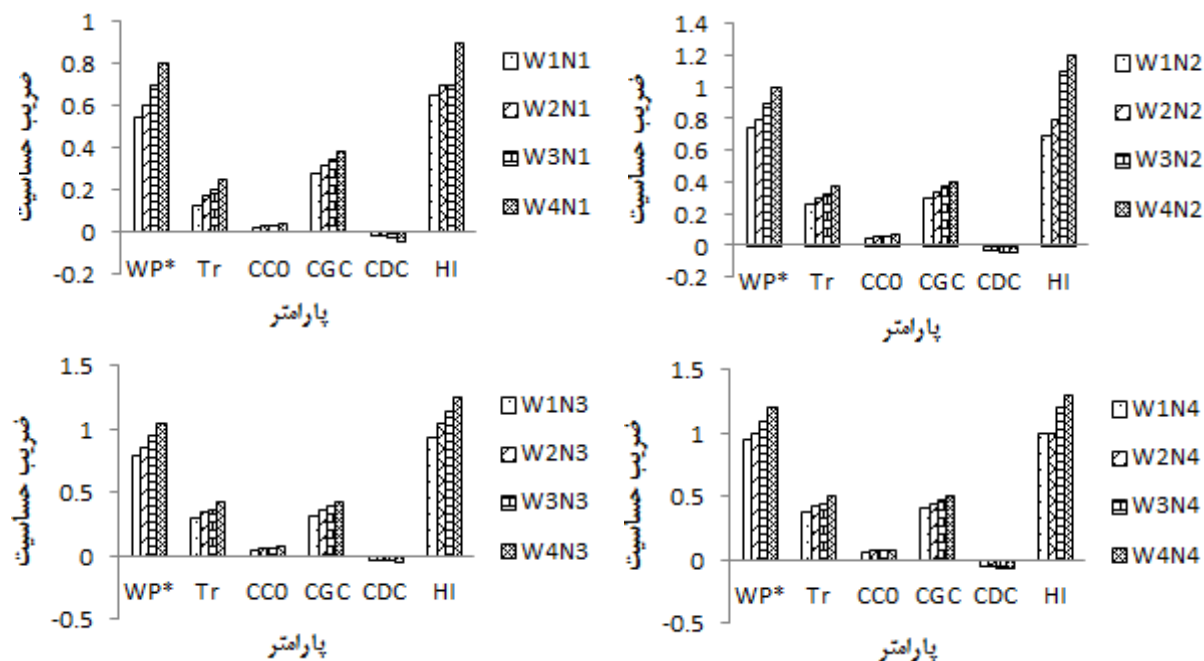 ضریب حساسیت
1
0.8
0.6
0.4
0.2
0
-0.2
WP* Tr CC0 CGC CDC HI
پارامتر
W1N1
W2N1
W3N1
W4N1
ضریب حساسیت
1.4
1.2
1
0.8
0.6
0.4
0.2
0
-0.2
WP* Tr CC0 CGC CDC HI
پارامتر
W1N2
W2N2
W3N2
W4N2
ضریب حساسیت
1.5
1
0.5
0
-0.5
WP* Tr CC0 CGC CDC HI
پارامتر
W1N3
W2N3
W3N3
W4N3
ضریب حساسیت
1.5
1
0.5
0
-0.5
WP* Tr CC0 CGC CDC HI
پارامتر
W1N4
W2N4
W3N4
W4N4